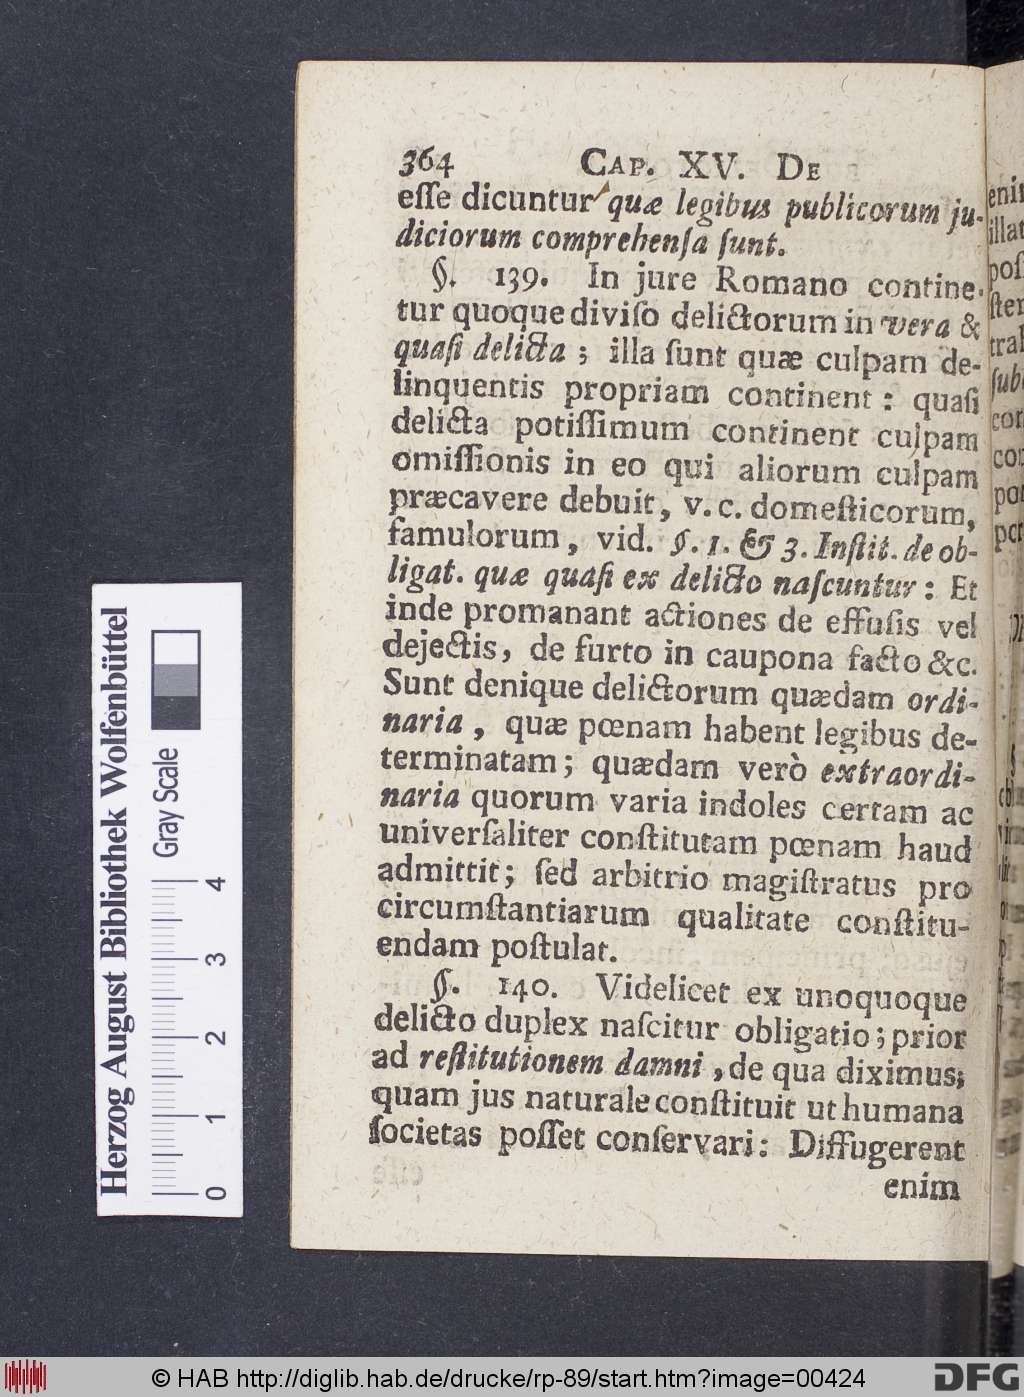 364 CAP. XV. DE
eſſe dicuntur quæ legibus publicorum ju-
diciorum comprehenſa ſunt.
§. 139. In jure Romano contine-
tur quoque diviſo delictorum in vera &
quaſi delicta ; illa ſunt quæ culpam de-
linquentis propriam continent : quaſi
delicta potiſſimum continent culpam
omiſſionis in eo qui aliorum culpam
præcavere debuit, v. c. domeſticorum,
famulorum, vid. §. 1. & 3. Inſtit. de ob-
ligat. quæ quaſi ex delicto naſcuntur : Et
inde promanant actiones de effuſis vel
dejectis, de furto in caupona facto &c.
Sunt denique delictorum quædam ordi-
naria, quæ pœnam habent legibus de-
terminatam; quædam verò extraordi-
naria quorum varia indoles certam ac
univerſaliter conſtitutam pœnam haud
admittit; ſed arbitrio magiſtratus pro
circumſtantiarum qualitate conſtitu-
endam poſtulat.
§. 140. Videlicet ex unoquoque
delicto duplex naſcitur obligatio; prior
ad reſtitutionem damni, de qua diximus;
quam jus naturale conſtituit ut humana
ſocietas poſſet conſervari: Diffugerent
enim
Herzog August Bibliothek Wolfenbüttel
Gray Scale
0 1 2 3 4
© HAB http://diglib.hab.de/drucke/rp-89/start.htm?image=00424
DFG